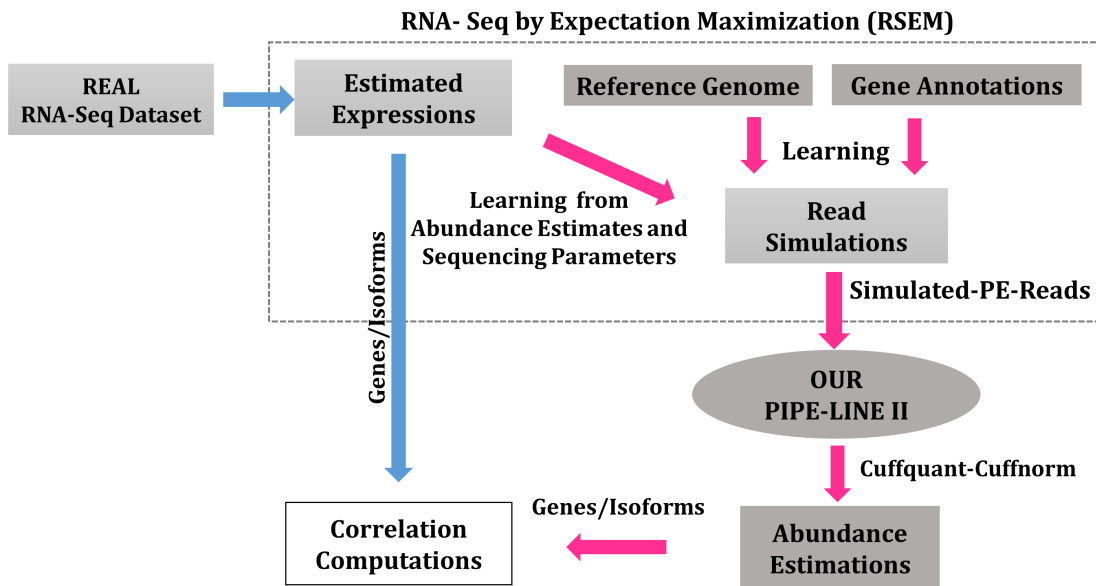 RNA- Seq by Expectation Maximization (RSEM)
REAL
RNA-Seq Dataset
Estimated
Expressions
Reference Genome
Gene Annotations
Learning
Learning from
Abundance Estimates and
Sequencing Parameters
Read
Simulations
Simulated-PE-Reads
Genes/Isoforms
OUR
PIPE-LINE II
Cuffquant-Cuffnorm
Genes/Isoforms
Correlation
Computations
Abundance
Estimations